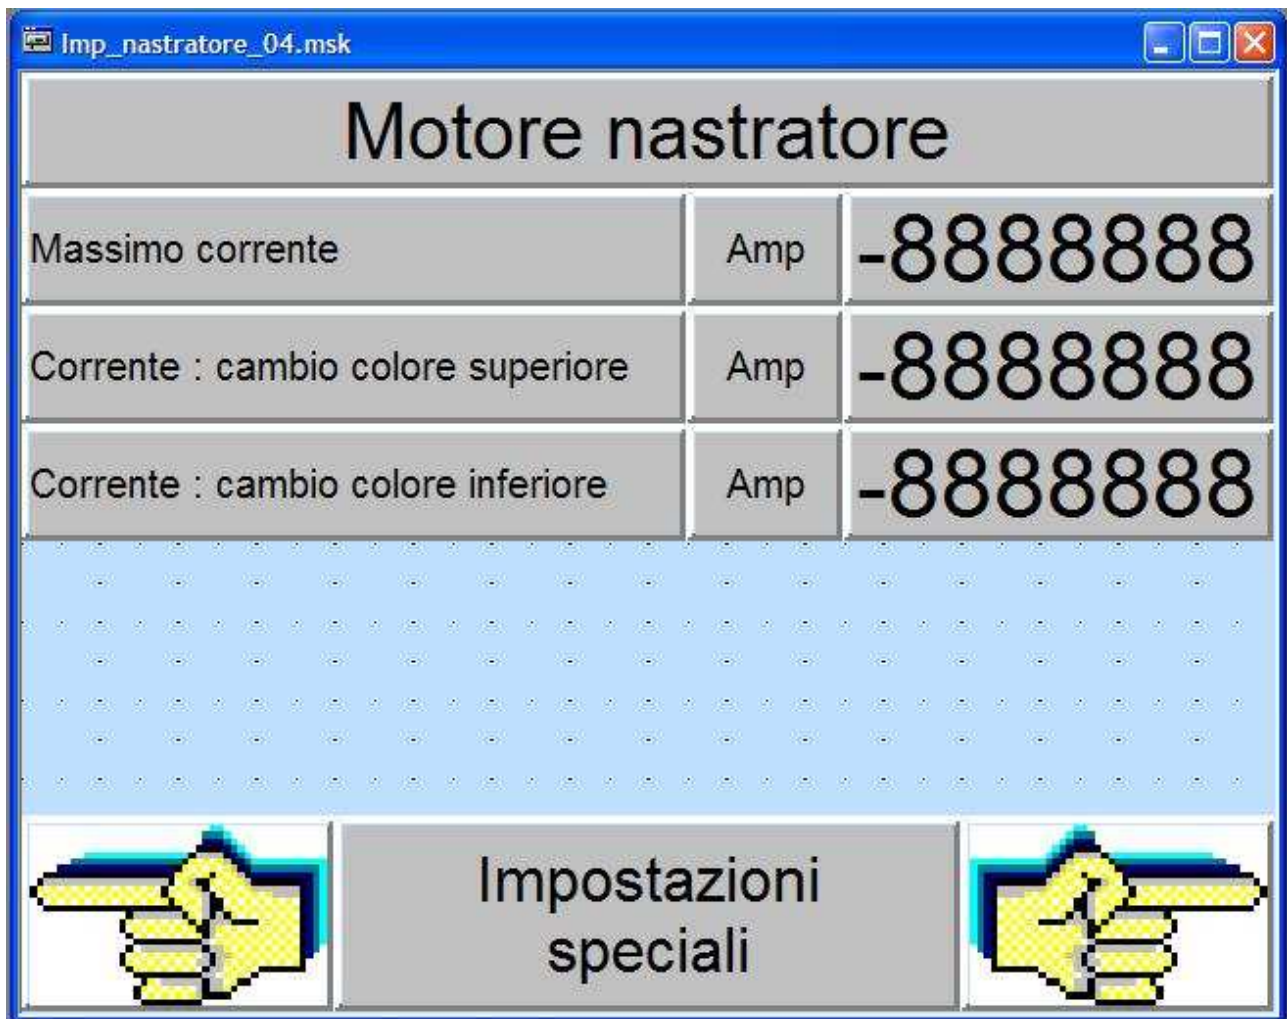 Imp_nastratore_04.msk
Motore nastratore
Massimo corrente Amp -8888888
Corrente : cambio colore superiore Amp -8888888
Corrente : cambio colore inferiore Amp -8888888
Impostazioni
speciali